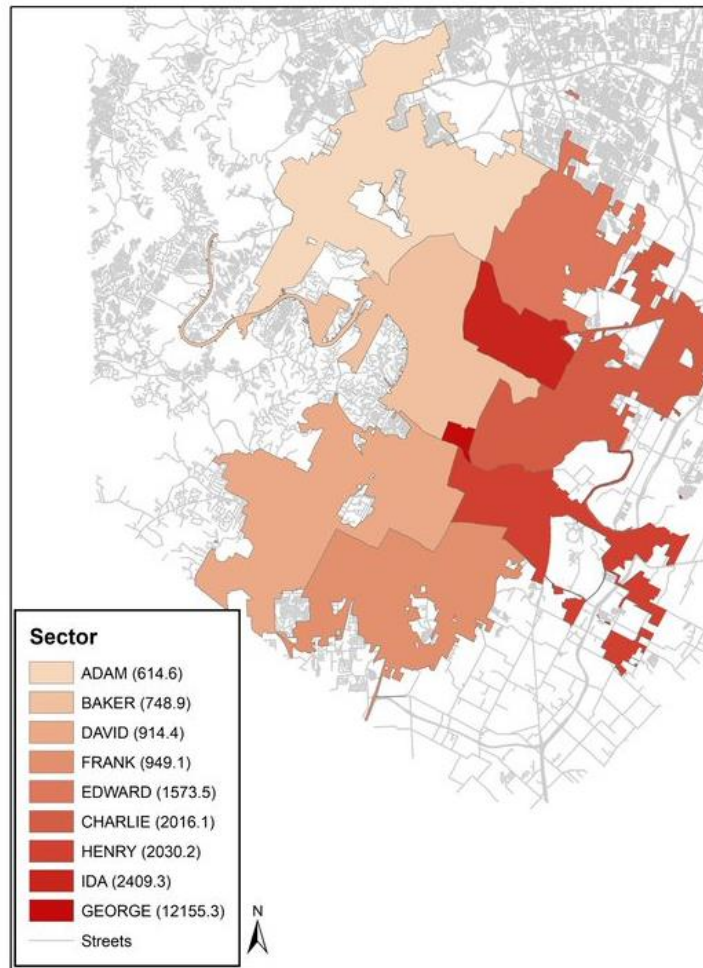 Sector
ADAM (614.6)
BAKER (748.9)
DAVID (914.4)
FRANK (949.1)
EDWARD (1573.5)
CHARLIE (2016.1)
HENRY (2030.2)
IDA (2409.3)
GEORGE (12155.3)
Streets
N